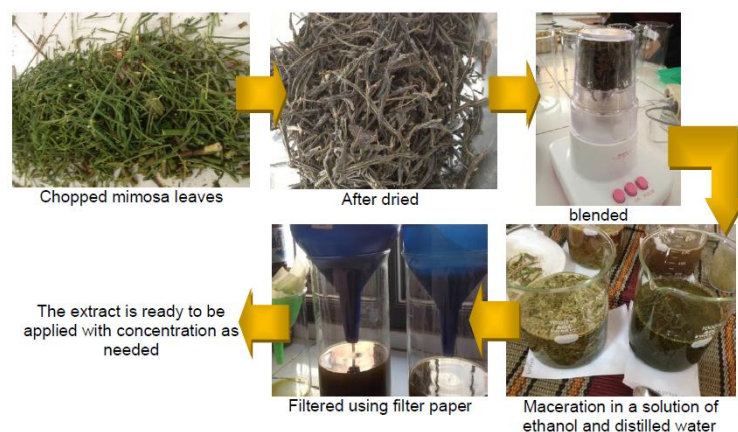 Chopped mimosa leaves
After dried
blended
Maceration in a solution of
ethanol and distilled water
Filtered using filter paper
The extract is ready to be
applied with concentration as
needed